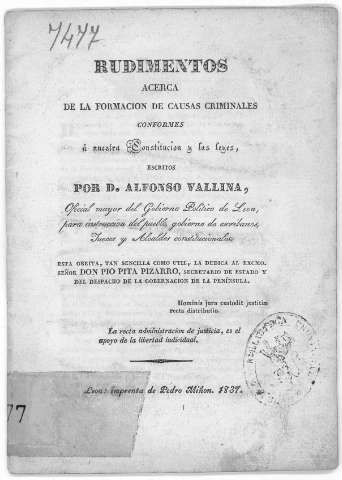 7477
RUDIMENTOS
ACERCA
DE LA FORMACION DE CAUSAS CRIMINALES
CONFORMES
á nuestra Constitucion y las leyes,
ESCRITOS
POR D. ALFONSO VALLINA,
Oficial mayor del Gobierno Politico de Leon,
para instruccion del pueblo, gobierno de escribanos,
Jueces y Alcaldes constitucionales
ESTA OBRITA, TAN SENCILLA COMO UTIL, LA DEDICA AL EXCMO.
SEÑOR DON PIO PITA PIZARRO, SECRETARIO DE ESTADO Y
DEL DESPACHO DE LA GOBERNACION DE LA PENÍNSULA.
Hominis jura custodit justitiæ
recta distributio.
La recta administracion de justicia, es el
apoyo de la libertad individual.
Leon: Imprenta de Pedro Miñon. 1837.
77